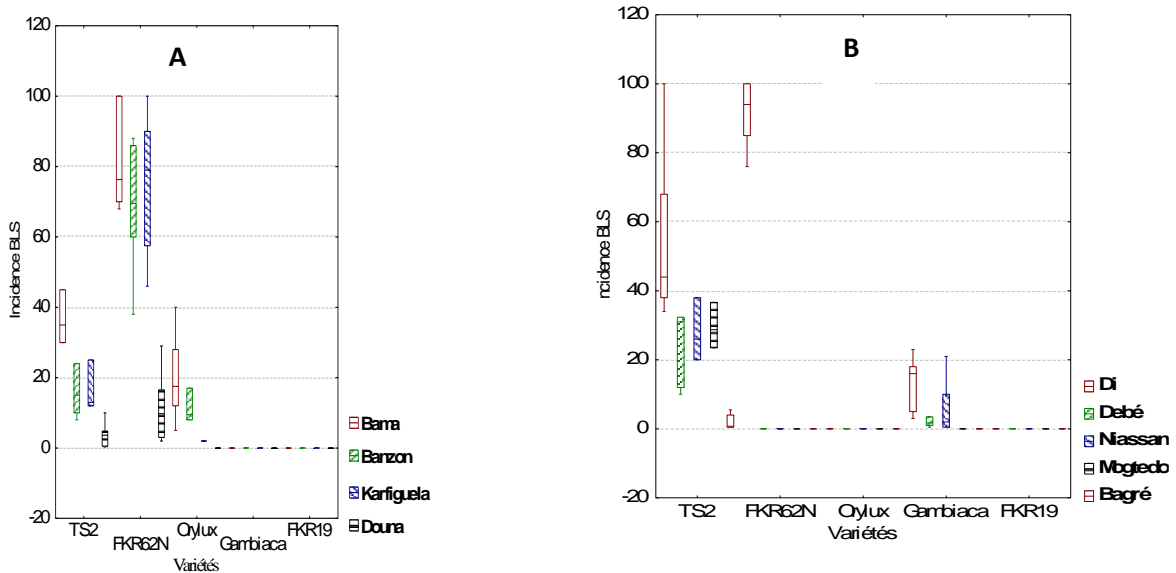 A
120
100
80
60
40
20
0
-20
Incidence BLS
TS2
FKR62N
Orylux
Gambiaca
FKR19
Variétés
Bama
Banzon
Karfiguela
Douna
B
120
100
80
60
40
20
0
-20
ncidence BLS
TS2
FKR62N
Orylux
Gambiaca
FKR19
Variétés
Di
Debé
Niassan
Mogtedo
Bagré